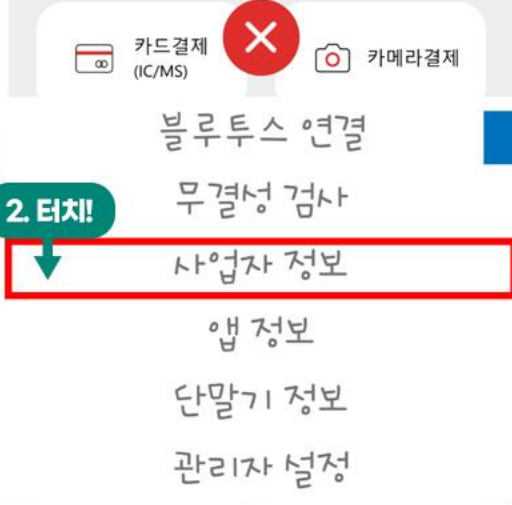 카드결제
(IC/MS)
카메라결제
블루투스 연결
무결성 검사
2. 터치!
사업자 정보
앱 정보
단말기 정보
관리자 설정